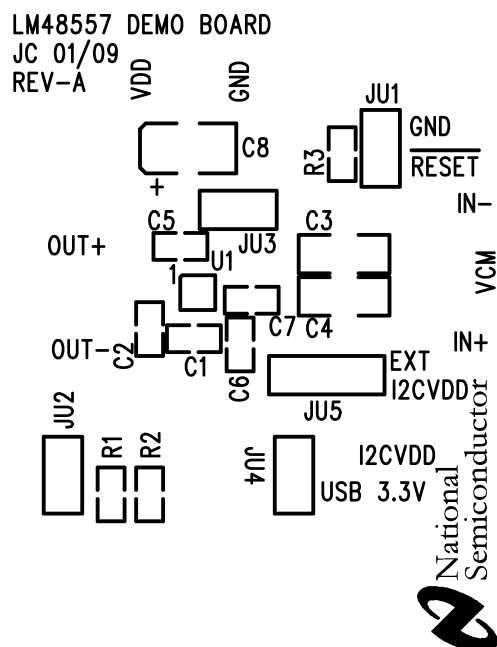 LM48557 DEMO BOARD
JC 01/09
REV-A
VDD
GND
JU1
GND
RESET
R3
C8
+
IN-
C5
JU3
C3
OUT+
U1
1
VCM
C7
C4
OUT-
C2
C1
C6
IN+
EXT
I2CVDD
JU5
JU2
R1
R2
JU4
I2CVDD
USB 3.3V
National
Semiconductor